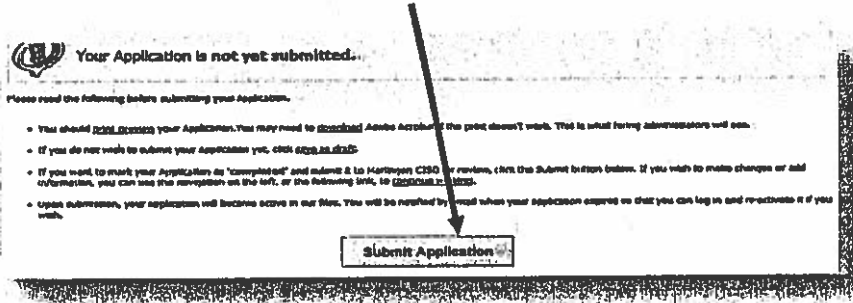 Your Application is not yet submitted..
Please read the following before submitting your Application.
You should print preview your Application. You may need to download Adobe Acrobat if the print doesn't work. This is what hiring administrators will see.
If you do not wish to submit your Application yet, click save as draft.
If you want to mark your Application as "completed" and submit it to Harlingen CISD for review, click the Submit button below. If you wish to make changes or add
information, you can use the navigation on the left, or the following link, to continue
Upon submission, your application will become active in our files. You will be notified by email when your application expires so that you can log in and re-activate it if you
wish.
Submit Application